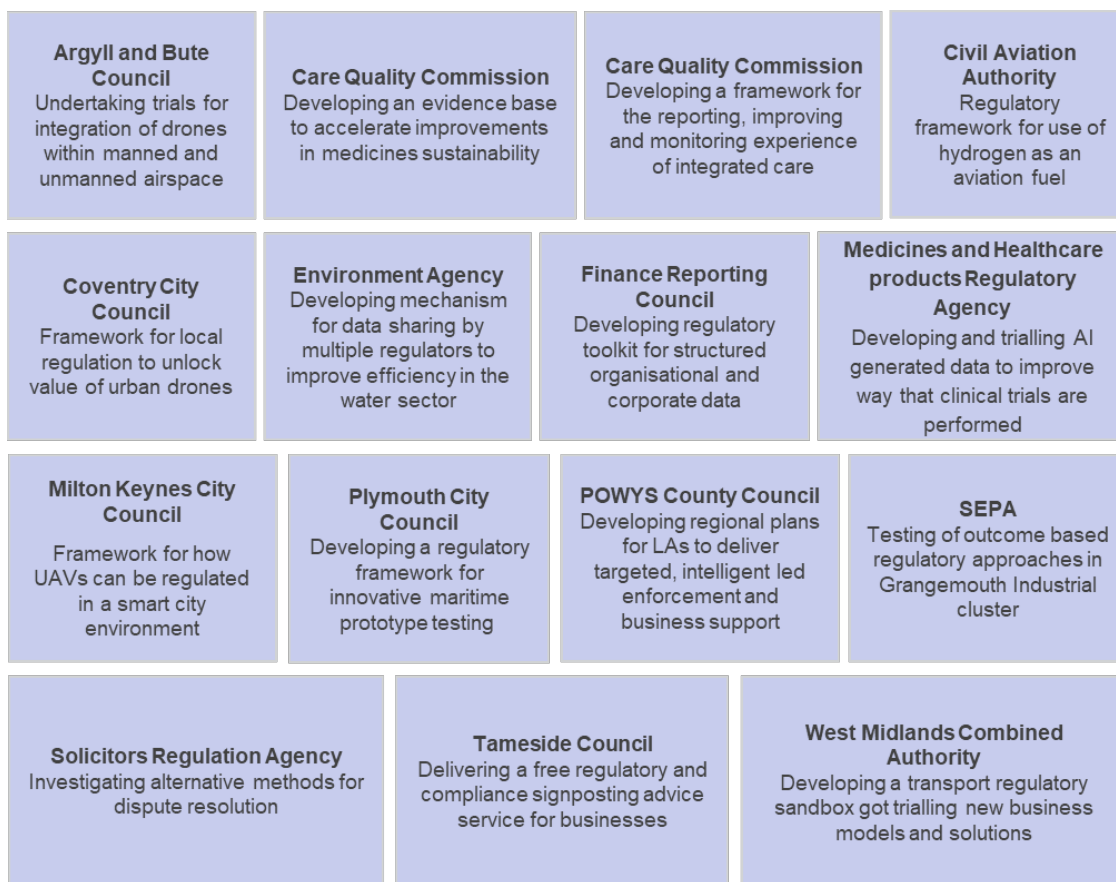 Argyll and Bute
Council
Undertaking trials for
integration of drones
within manned and
unmanned airspace
Care Quality Commission
Developing an evidence base
to accelerate improvements
in medicines sustainability
Care Quality Commission
Developing a framework for
the reporting, improving
and monitoring experience
of integrated care
Civil Aviation
Authority
Regulatory
framework for use of
hydrogen as an
aviation fuel
Coventry City
Council
Framework for local
regulation to unlock
value of urban drones
Environment Agency
Developing mechanism
for data sharing by
multiple regulators to
improve efficiency in the
water sector
Finance Reporting
Council
Developing regulatory
toolkit for structured
organisational and
corporate data
Medicines and Healthcare
products Regulatory
Agency
Developing and trialling AI
generated data to improve
way that clinical trials are
performed
Milton Keynes City
Council
Framework for how
UAVs can be regulated
in a smart city
environment
Plymouth City
Council
Developing a regulatory
framework for
innovative maritime
prototype testing
POWYS County Council
Developing regional plans
for LAs to deliver
targeted, intelligent led
enforcement and
business support
SEPA
Testing of outcome based
regulatory approaches in
Grangemouth Industrial
cluster
Solicitors Regulation Agency
Investigating alternative methods for
dispute resolution
Tameside Council
Delivering a free regulatory and
compliance signposting advice
service for businesses
West Midlands Combined
Authority
Developing a transport regulatory
sandbox got trialling new business
models and solutions